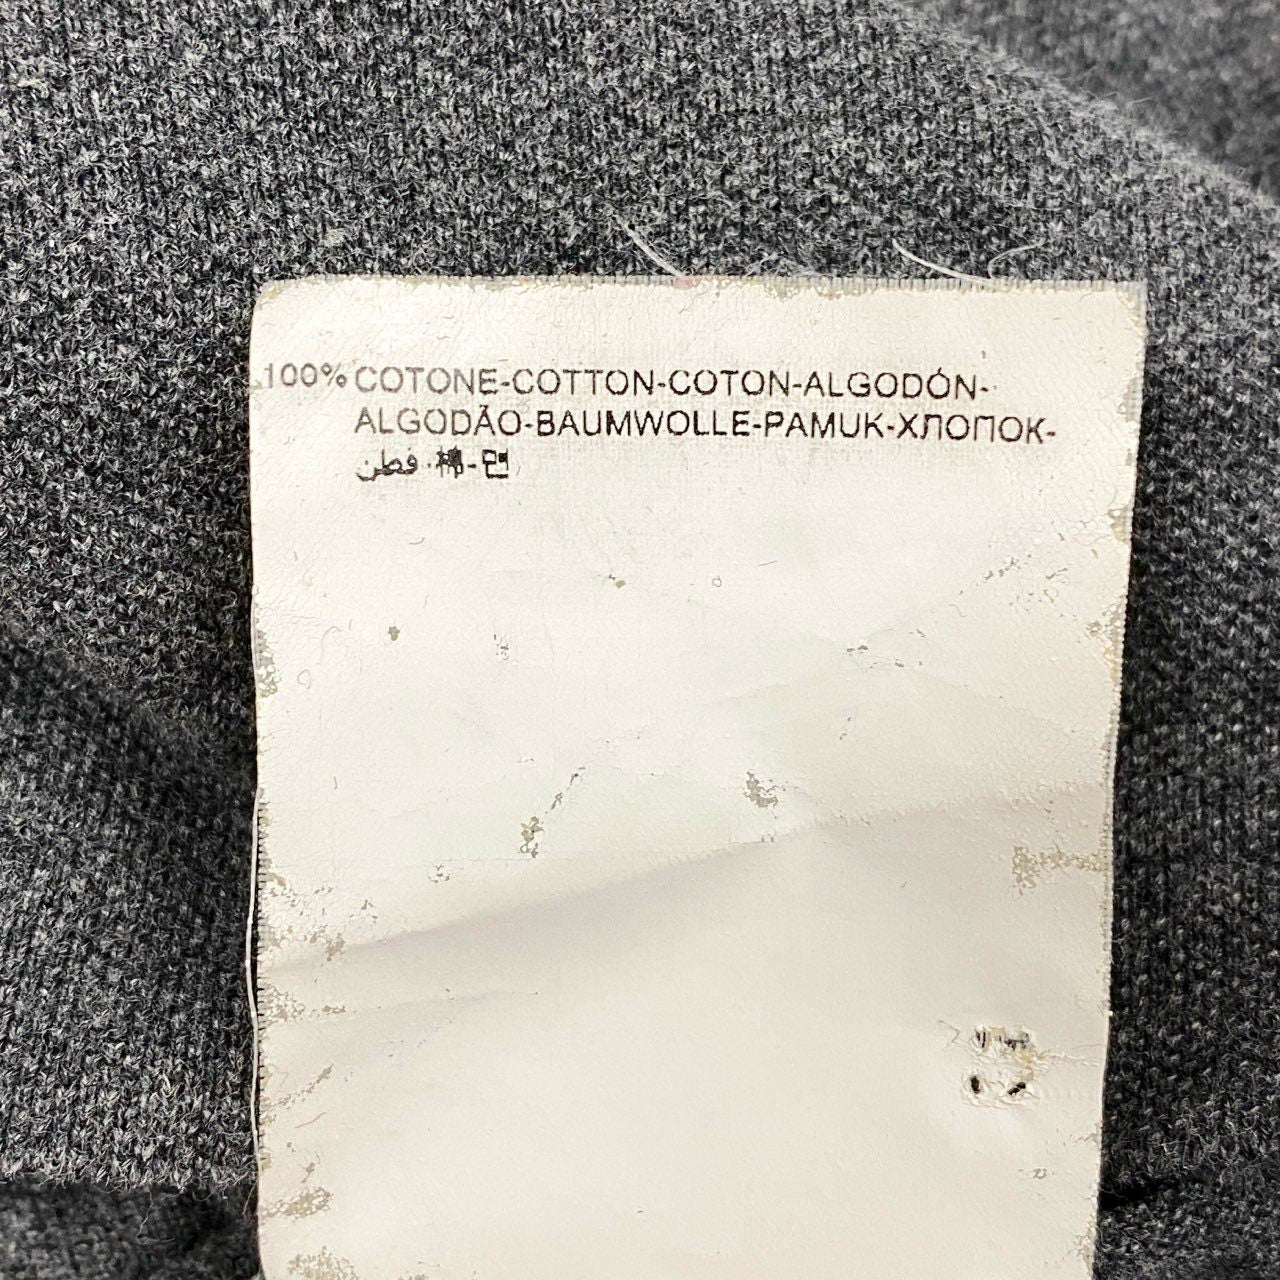 100% COTONE-COTTON-COTON-ALGODÓN-
ALGODÃO-BAUMWOLLE-PAMUK-ХЛОПОК-
قطن-棉-면